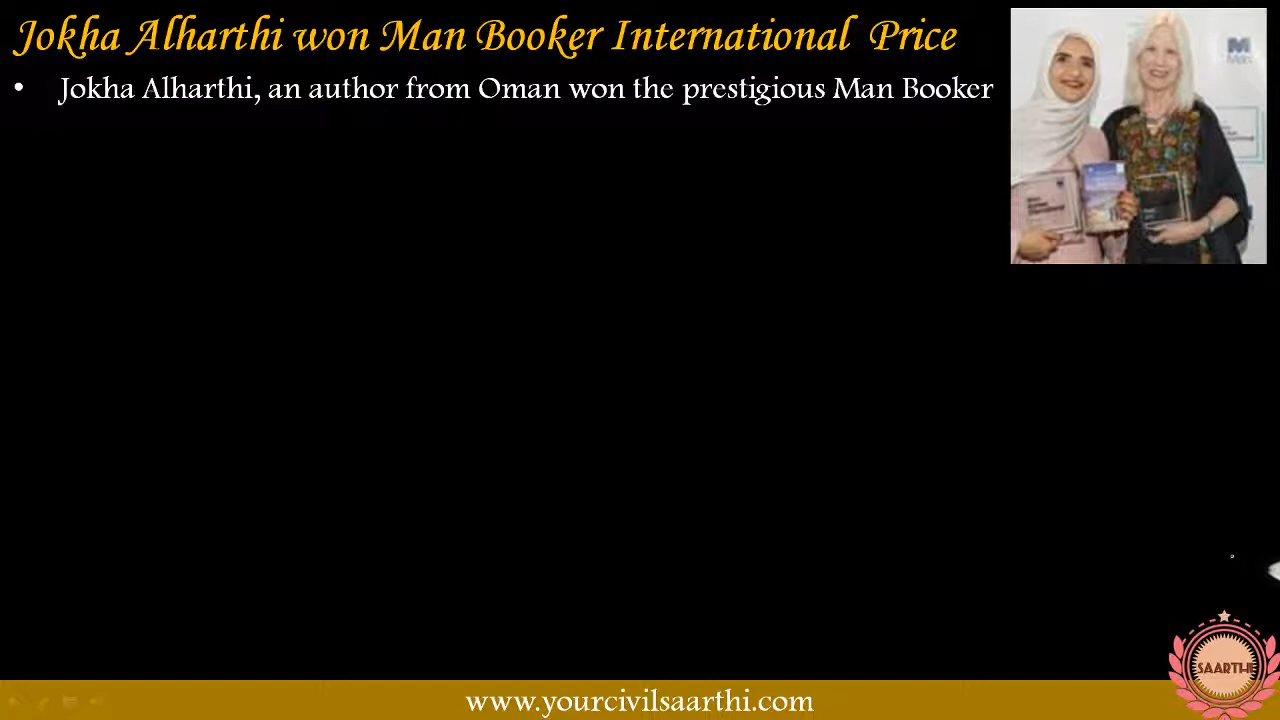 Jokha Alharthi won Man Booker International Price
• Jokha Alharthi, an author from Oman won the prestigious Man Booker
M
Man
SAARTHI
www.yourcivilsaarthi.com